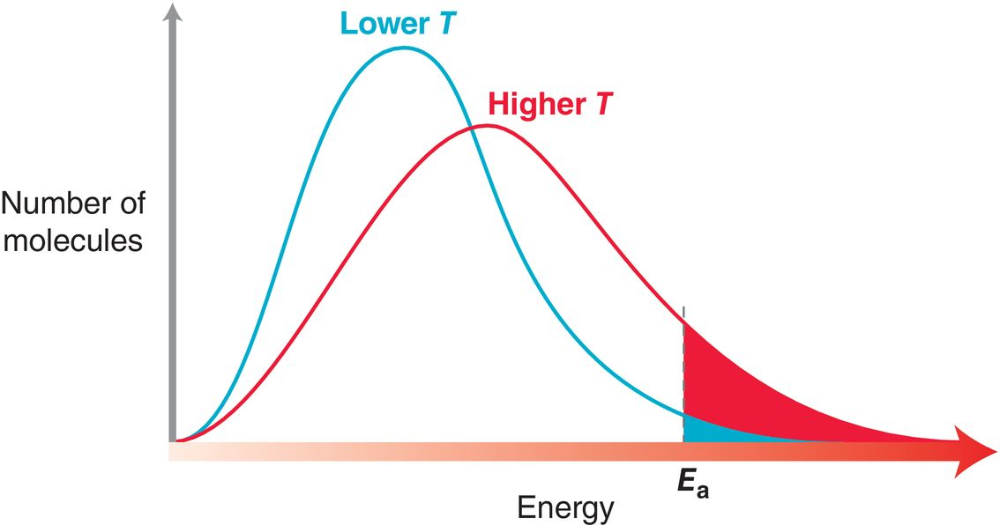 Lower T
Higher T
Number of
molecules
Ea
Energy